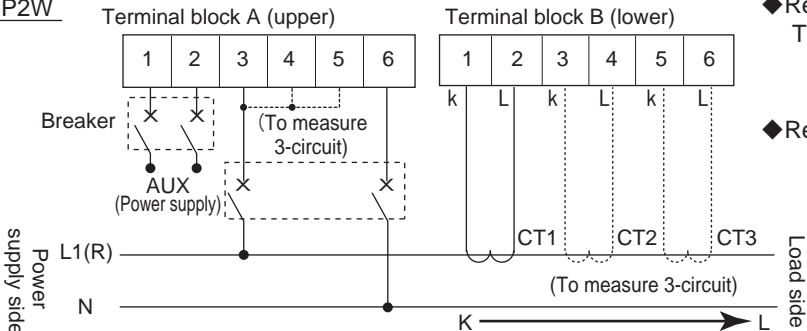 P2W
Terminal block A (upper)
Terminal block B (lower)
1 2 3 4 5 6
1 2 3 4 5 6
k L k L k L
Breaker
(To measure
3-circuit)
AUX
(Power supply)
Power
supply side
L1(R)
N
CT1
CT2
CT3
(To measure 3-circuit)
K
L
Load side
◆Re
T
◆Re